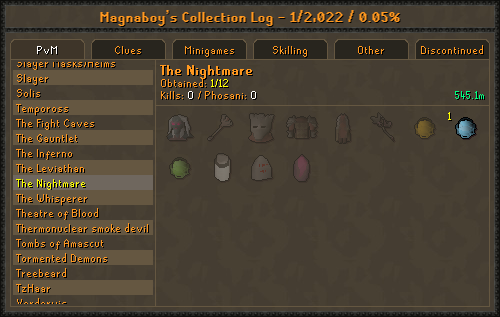 Magnaboy's Collection Log - 1/2,022 / 0.05%
PvM
Clues
Minigames
Skilling
Other
Discontinued
Slayer Masks/Helms
Slayer
Solis
Tempoross
The Fight Caves
The Gauntlet
The Inferno
The Leviathan
The Nightmare
The Whisperer
Theatre of Blood
Thermonuclear smoke devil
Tombs of Amascut
Tormented Demons
Treebeard
TzHaar
The Nightmare
Obtained: 1/12
Kills: 0 / Phosani: 0
545.1m
1